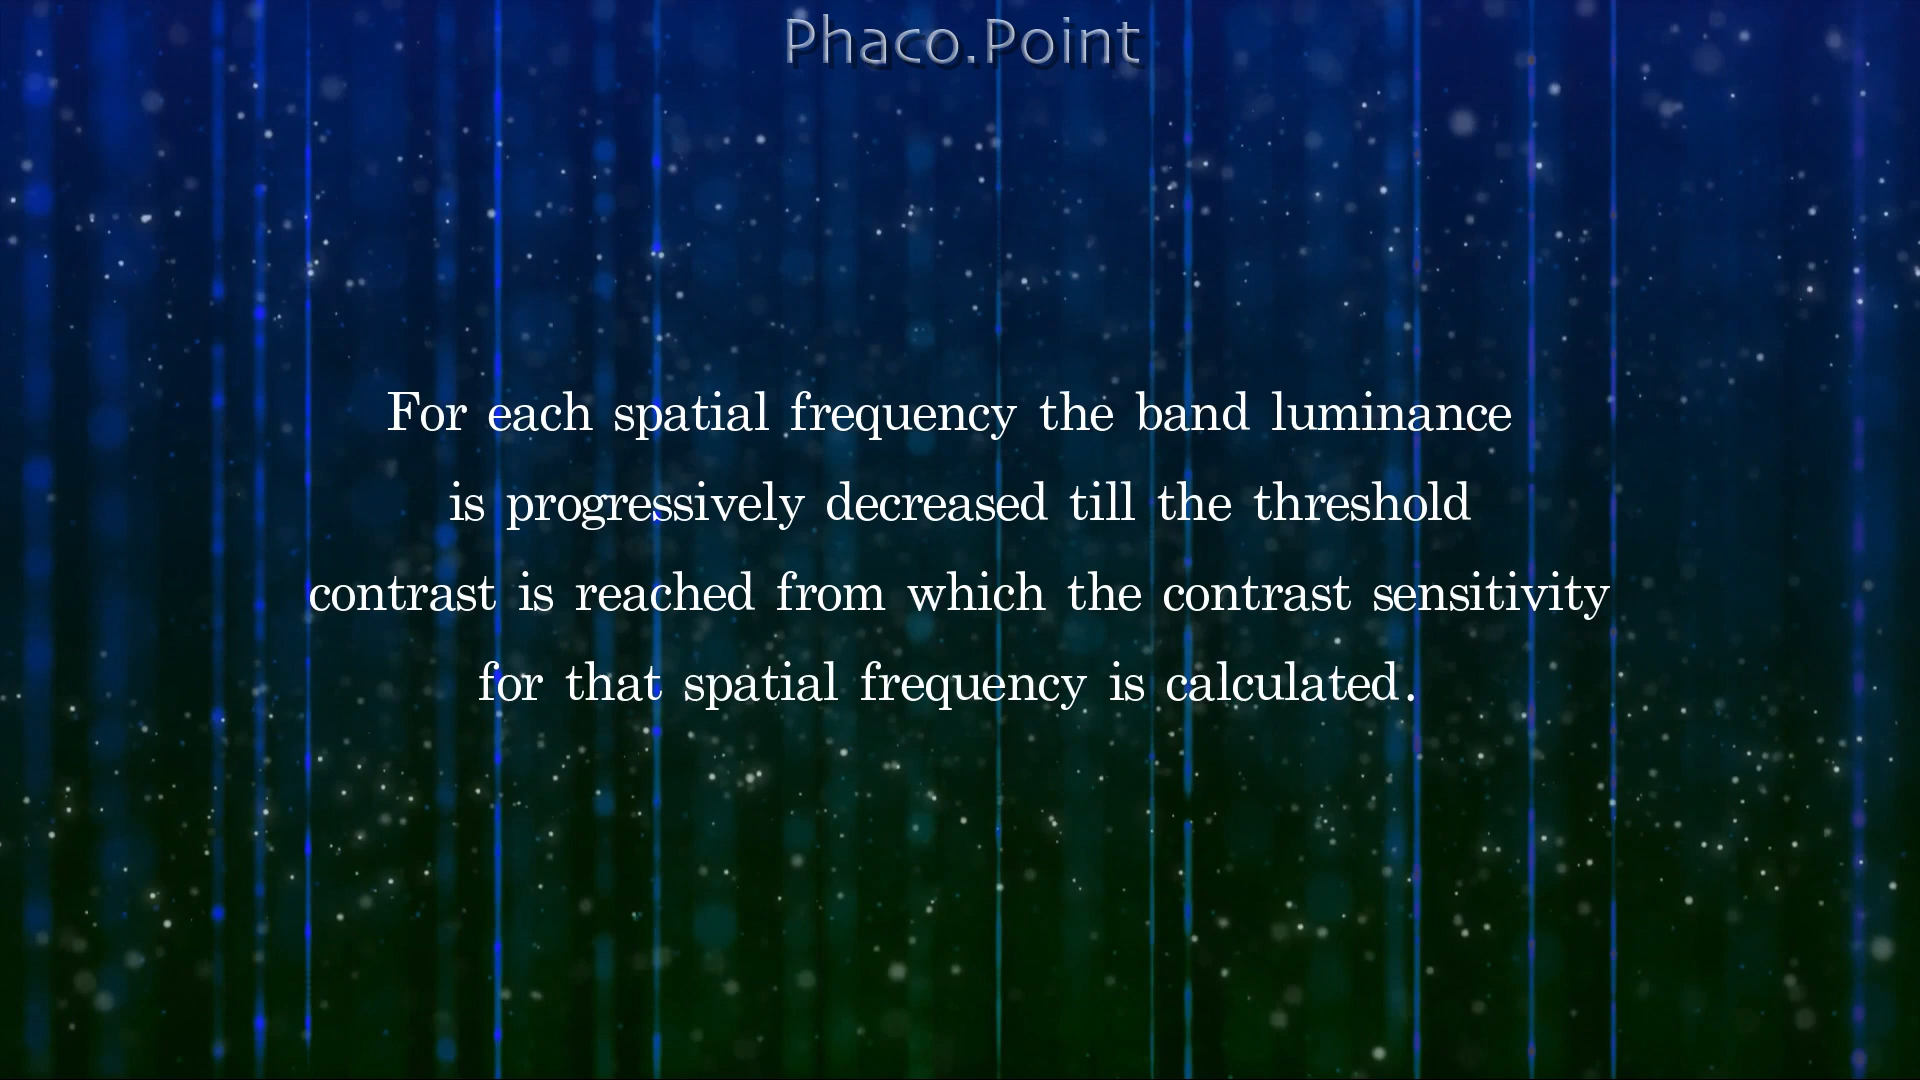 Phaco.Point
For each spatial frequency the band luminance
is progressively decreased till the threshold
contrast is reached from which the contrast sensitivity
for that spatial frequency is calculated.